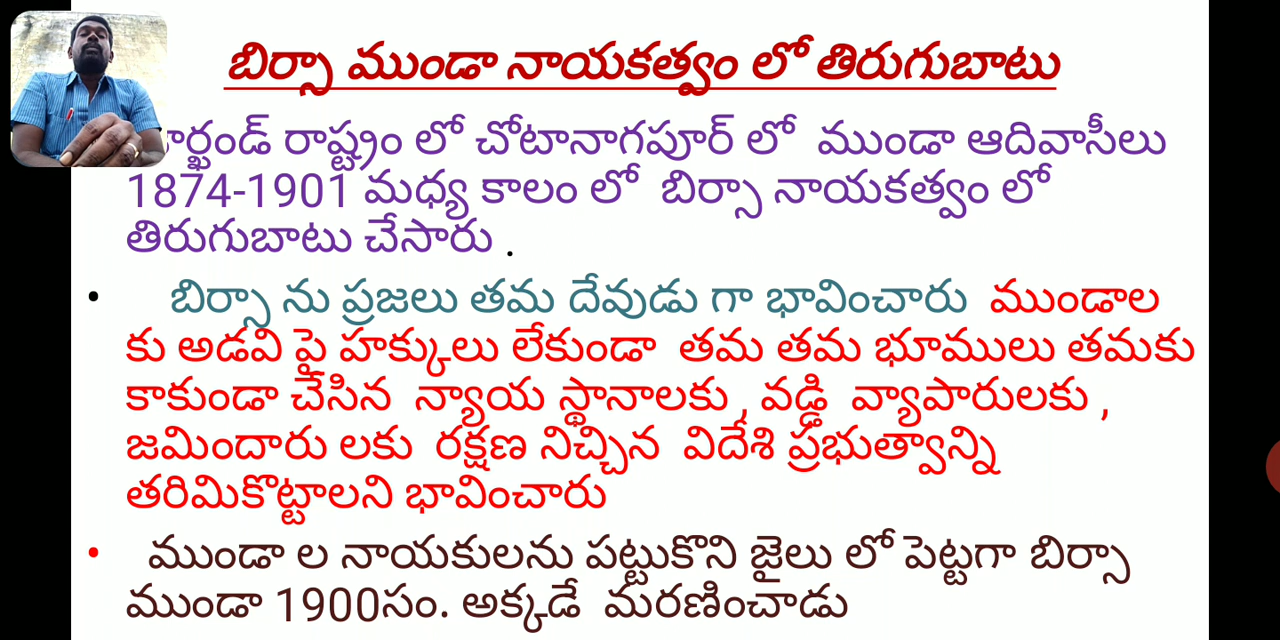 బిర్సా ముండా నాయకత్వం లో తిరుగుబాటు
రాష్ట్రం లో చోటానాగపూర్ లో ముండా ఆదివాసీలు
1874-1901 మధ్య కాలం లో బిర్సా నాయకత్వం లో
తిరుగుబాటు చేసారు .
• బిర్సా ను ప్రజలు తమ దేవుడు గా భావించారు ముండాల
కు అడవి పై హక్కులు లేకుండా తమ తమ భూములు తమకు
కాకుండా చేసిన న్యాయ స్థానాలకు , వడ్డి వ్యాపారులకు ,
జమిందారు లకు రక్షణ నిచ్చిన విదేశి ప్రభుత్వాన్ని
తరిమికొట్టాలని భావించారు
• ముండా ల నాయకులను పట్టుకొని జైలు లో పెట్టగా బిర్సా
ముండా 1900సం. అక్కడే మరణించాడు